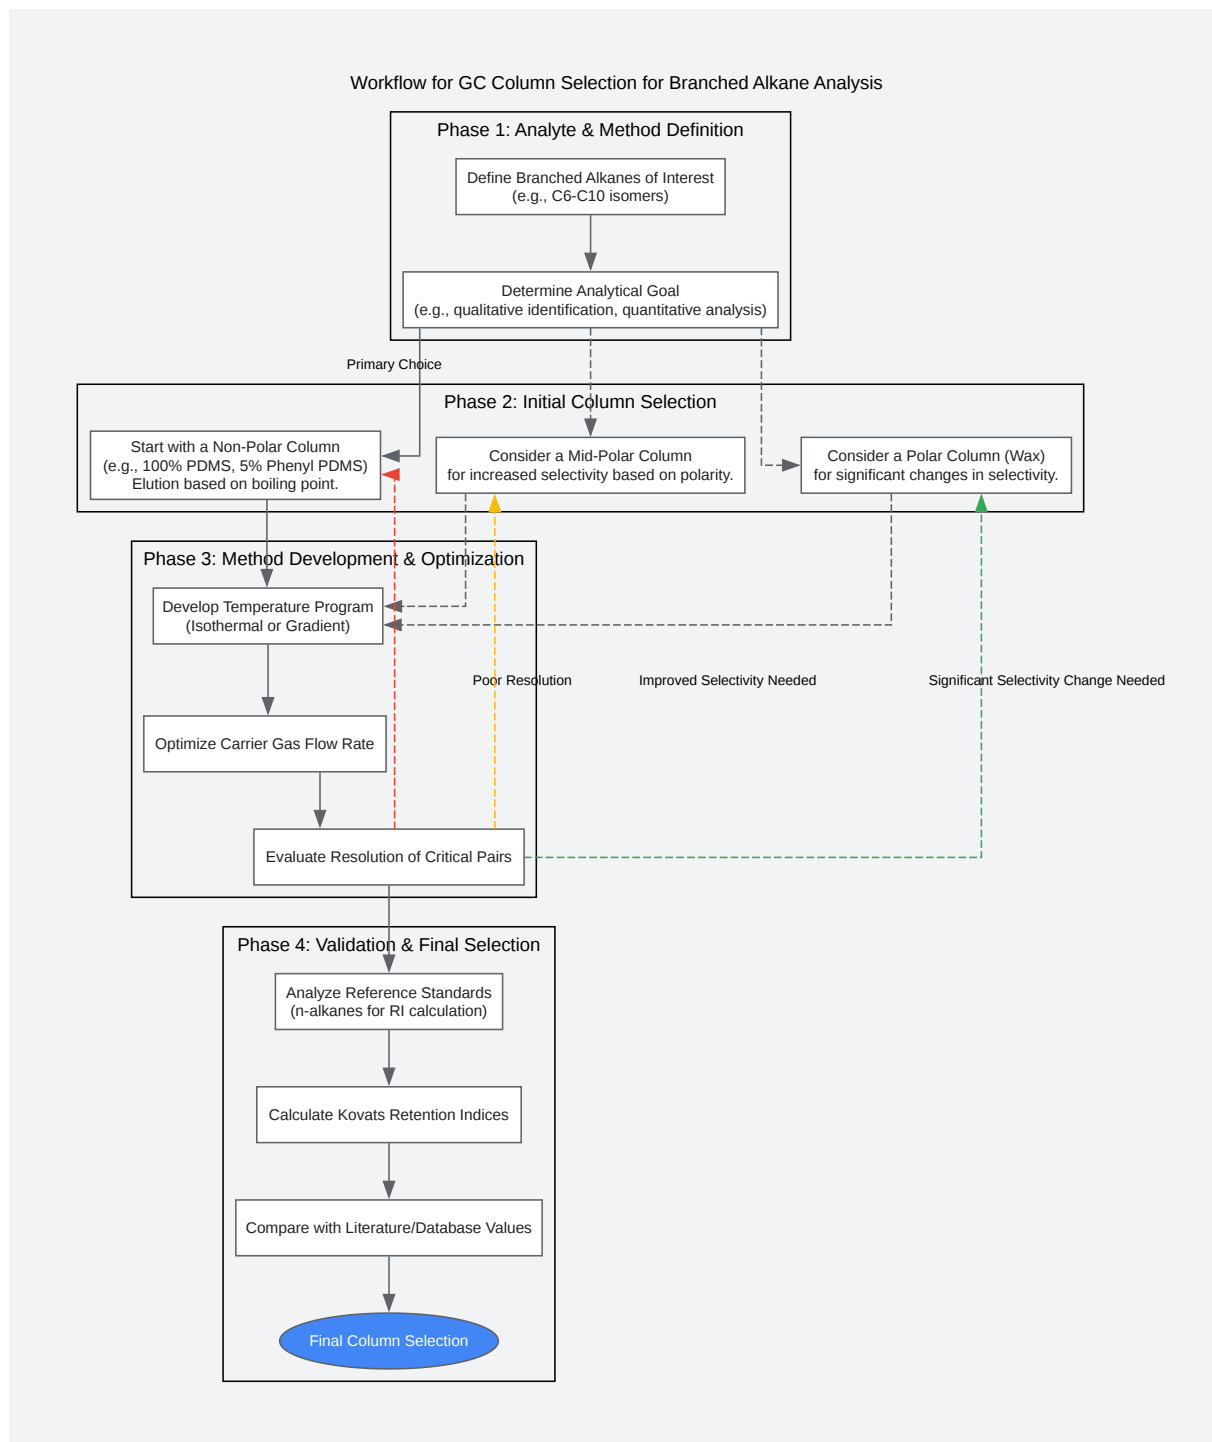 Workflow for GC Column Selection for Branched Alkane Analysis
Phase 1: Analyte & Method Definition
Define Branched Alkanes of Interest
(e.g., C6-C10 isomers)
Determine Analytical Goal
(e.g., qualitative identification, quantitative analysis)
Primary Choice
Phase 2: Initial Column Selection
Start with a Non-Polar Column
(e.g., 100% PDMS, 5% Phenyl PDMS)
Elution based on boiling point.
Consider a Mid-Polar Column
for increased selectivity based on polarity.
Consider a Polar Column (Wax)
for significant changes in selectivity.
Phase 3: Method Development & Optimization
Develop Temperature Program
(Isothermal or Gradient)
Poor Resolution
Improved Selectivity Needed
Significant Selectivity Change Needed
Optimize Carrier Gas Flow Rate
Evaluate Resolution of Critical Pairs
Phase 4: Validation & Final Selection
Analyze Reference Standards
(n-alkanes for RI calculation)
Calculate Kovats Retention Indices
Compare with Literature/Database Values
Final Column Selection